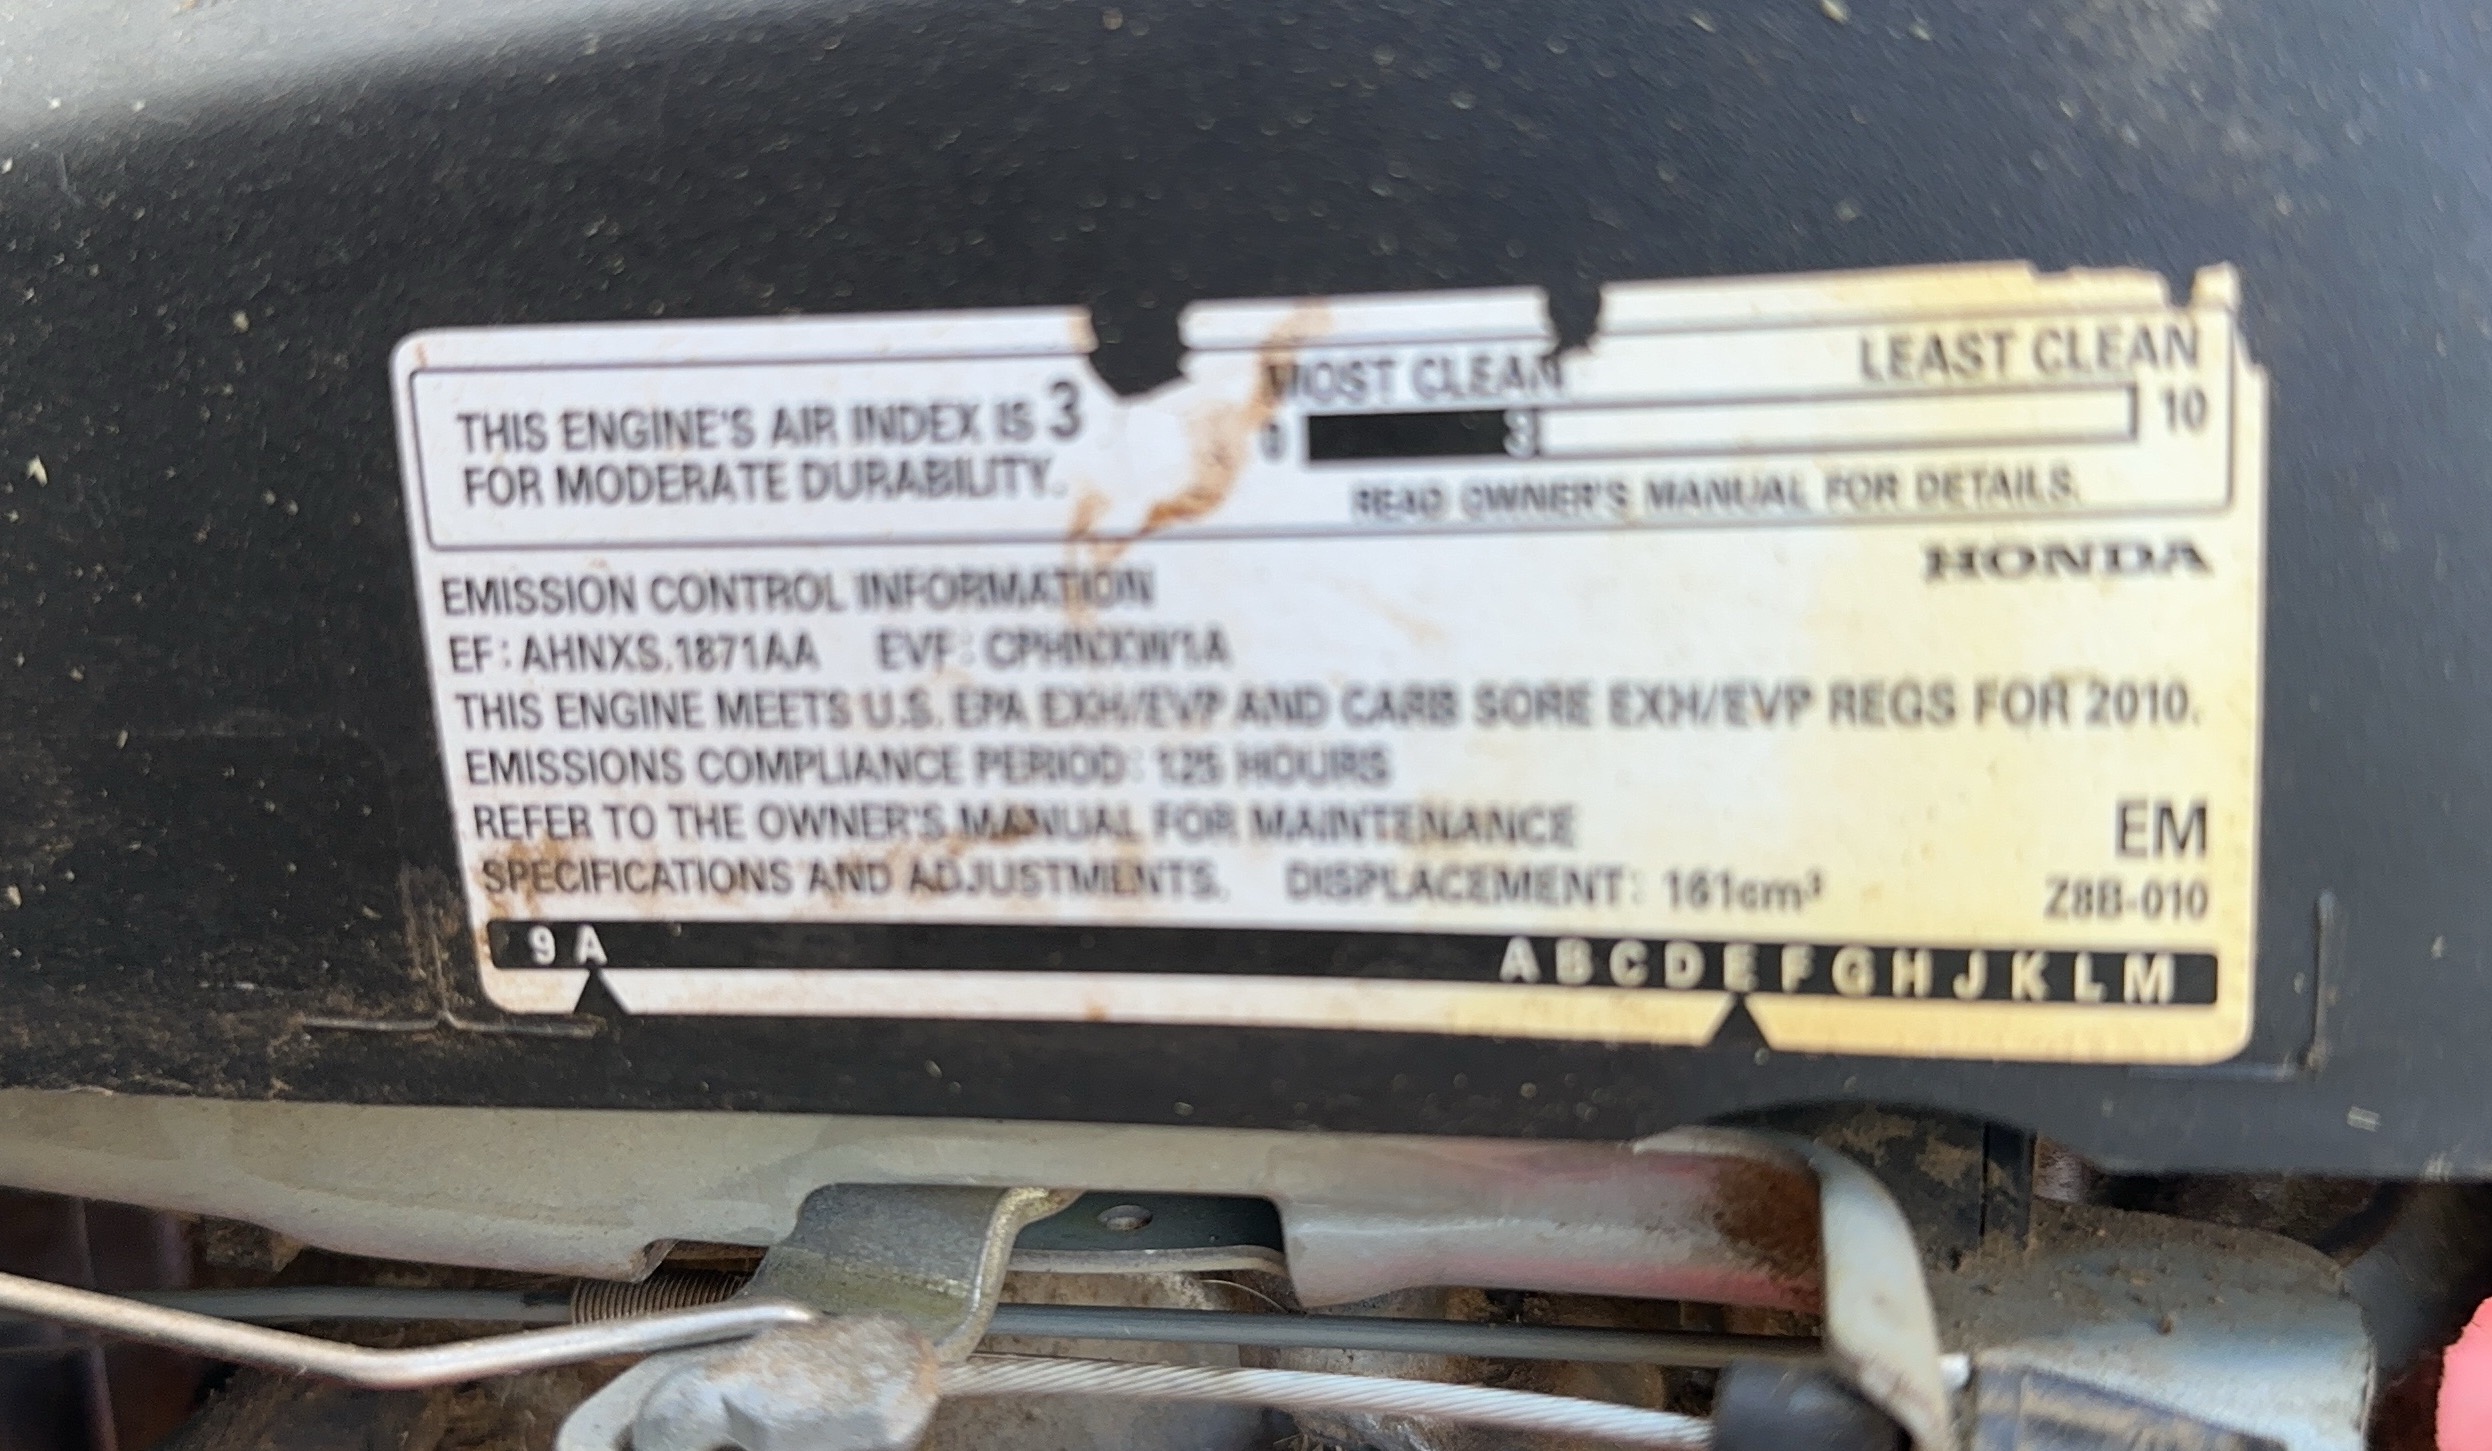 THIS ENGINE'S AIR INDEX IS 3
FOR MODERATE DURABILITY.
MOST CLEAN LEAST CLEAN
0 3 10
READ OWNER'S MANUAL FOR DETAILS.
HONDA
EMISSION CONTROL INFORMATION
EF: AHNXS.1871AA EVF: CPHNXW1A
THIS ENGINE MEETS U.S. EPA EXH/EVP AND CARB SORE EXH/EVP REGS FOR 2010.
EMISSIONS COMPLIANCE PERIOD: 125 HOURS
REFER TO THE OWNER'S MANUAL FOR MAINTENANCE
SPECIFICATIONS AND ADJUSTMENTS. DISPLACEMENT: 161cm³
EM
Z8B-010
9 A A B C D E F G H J K L M